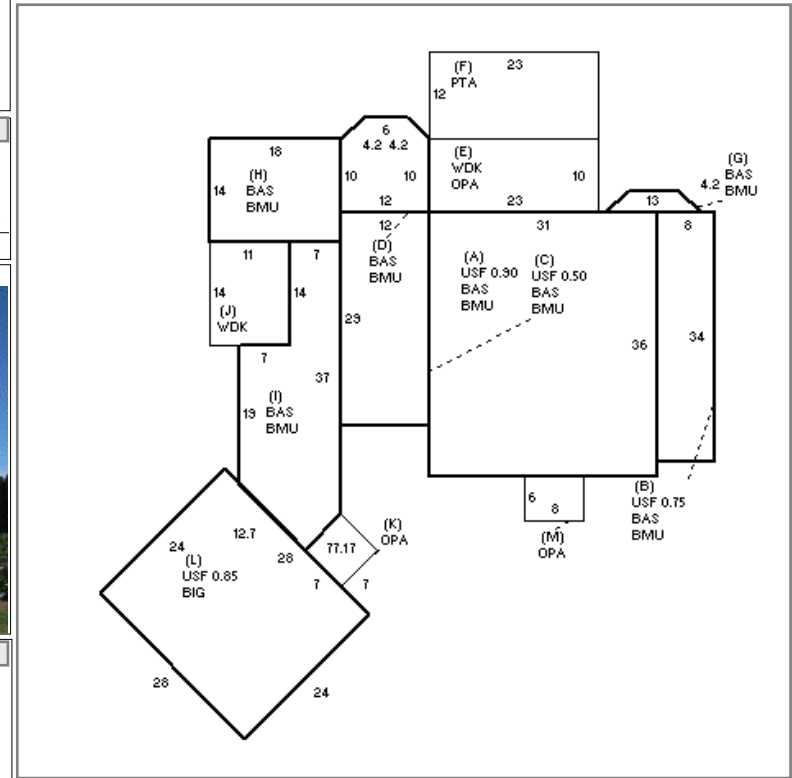 (F)
PTA
23
12
6
4.2 4.2
10 10
12
18
(H)
BAS
BMU
14
(E)
WDK
OPA
10
23
(G)
BAS
BMU
4.2
13
11
7
14
14
(J)
WDK
12
(D)
BAS
BMU
29
31
(A)
USF 0.90
BAS
BMU
(C)
USF 0.50
BAS
BMU
36
8
34
7
37
19
(I)
BAS
BMU
6
8
(M)
OPA
(B)
USF 0.75
BAS
BMU
(K)
OPA
77.17
7
7
12.7
28
24
(L)
USF 0.85
BIG
28
24